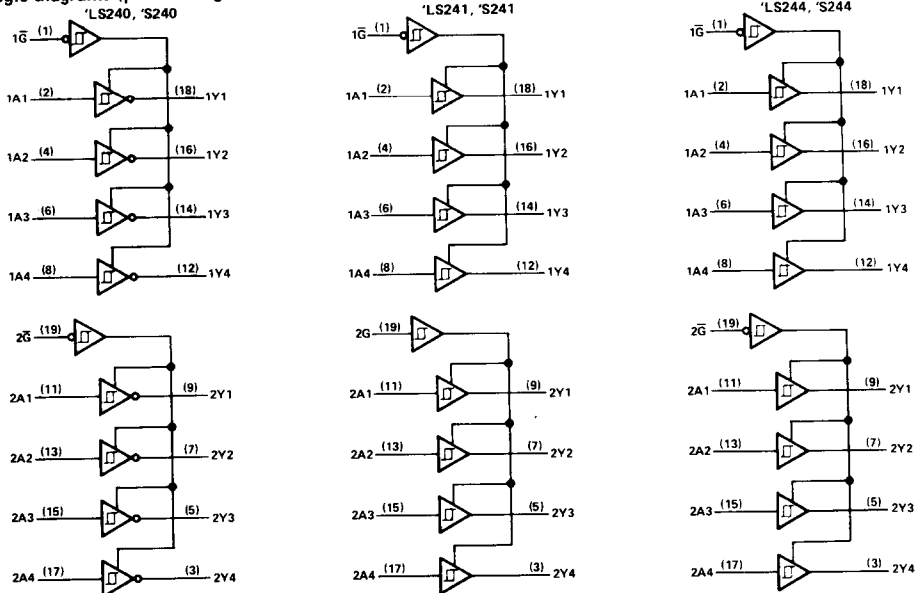 'LS240, 'S240
1G̅ (1)
1A1 (2) (18) 1Y1
1A2 (4) (16) 1Y2
1A3 (6) (14) 1Y3
1A4 (8) (12) 1Y4
2G̅ (19)
2A1 (11) (9) 2Y1
2A2 (13) (7) 2Y2
2A3 (15) (5) 2Y3
2A4 (17) (3) 2Y4
'LS241, 'S241
1G̅ (1)
1A1 (2) (18) 1Y1
1A2 (4) (16) 1Y2
1A3 (6) (14) 1Y3
1A4 (8) (12) 1Y4
2G (19)
2A1 (11) (9) 2Y1
2A2 (13) (7) 2Y2
2A3 (15) (5) 2Y3
2A4 (17) (3) 2Y4
'LS244, 'S244
1G̅ (1)
1A1 (2) (18) 1Y1
1A2 (4) (16) 1Y2
1A3 (6) (14) 1Y3
1A4 (8) (12) 1Y4
2G̅ (19)
2A1 (11) (9) 2Y1
2A2 (13) (7) 2Y2
2A3 (15) (5) 2Y3
2A4 (17) (3) 2Y4